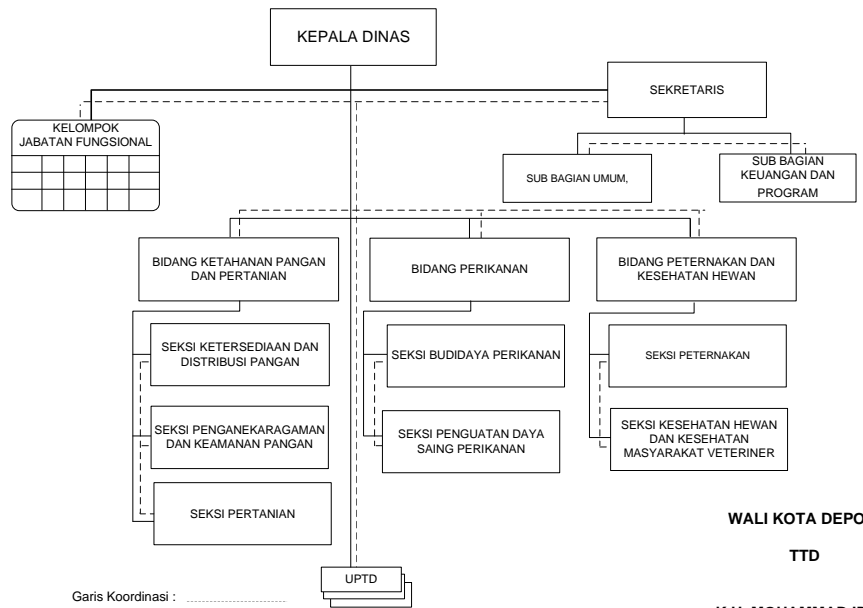 KEPALA DINAS
SEKRETARIS
KELOMPOK
JABATAN FUNGSIONAL
SUB BAGIAN UMUM,
SUB BAGIAN
KEUANGAN DAN
PROGRAM
BIDANG KETAHANAN PANGAN
DAN PERTANIAN
BIDANG PERIKANAN
BIDANG PETERNAKAN DAN
KESEHATAN HEWAN
SEKSI KETERSEDIAAN DAN
DISTRIBUSI PANGAN
SEKSI BUDIDAYA PERIKANAN
SEKSI PETERNAKAN
SEKSI PENGANEKARAGAMAN
DAN KEAMANAN PANGAN
SEKSI PENGUATAN DAYA
SAING PERIKANAN
SEKSI KESEHATAN HEWAN
DAN KESEHATAN
MASYARAKAT VETERINER
SEKSI PERTANIAN
WALI KOTA DEPO
TTD
UPTD
Garis Koordinasi :